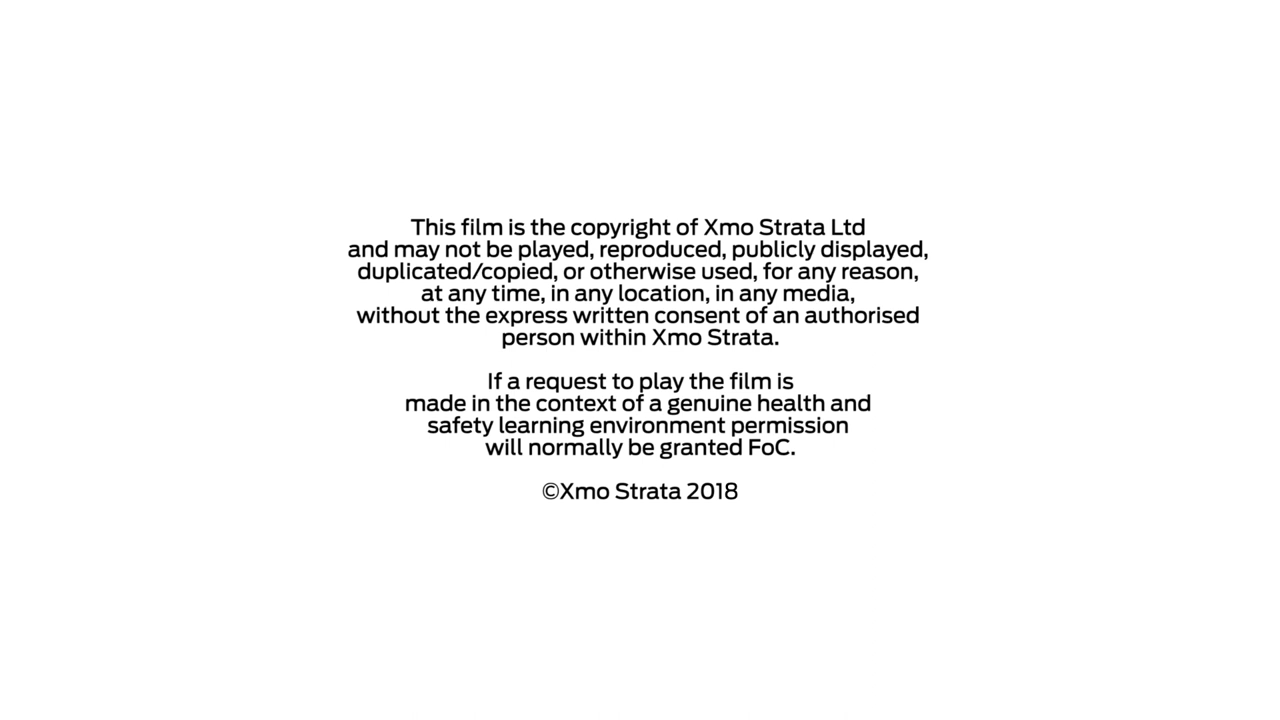 This film is the copyright of Xmo Strata Ltd
and may not be played, reproduced, publicly displayed,
duplicated/copied, or otherwise used, for any reason,
at any time, in any location, in any media,
without the express written consent of an authorised
person within Xmo Strata.
If a request to play the film is
made in the context of a genuine health and
safety learning environment permission
will normally be granted FoC.
©Xmo Strata 2018